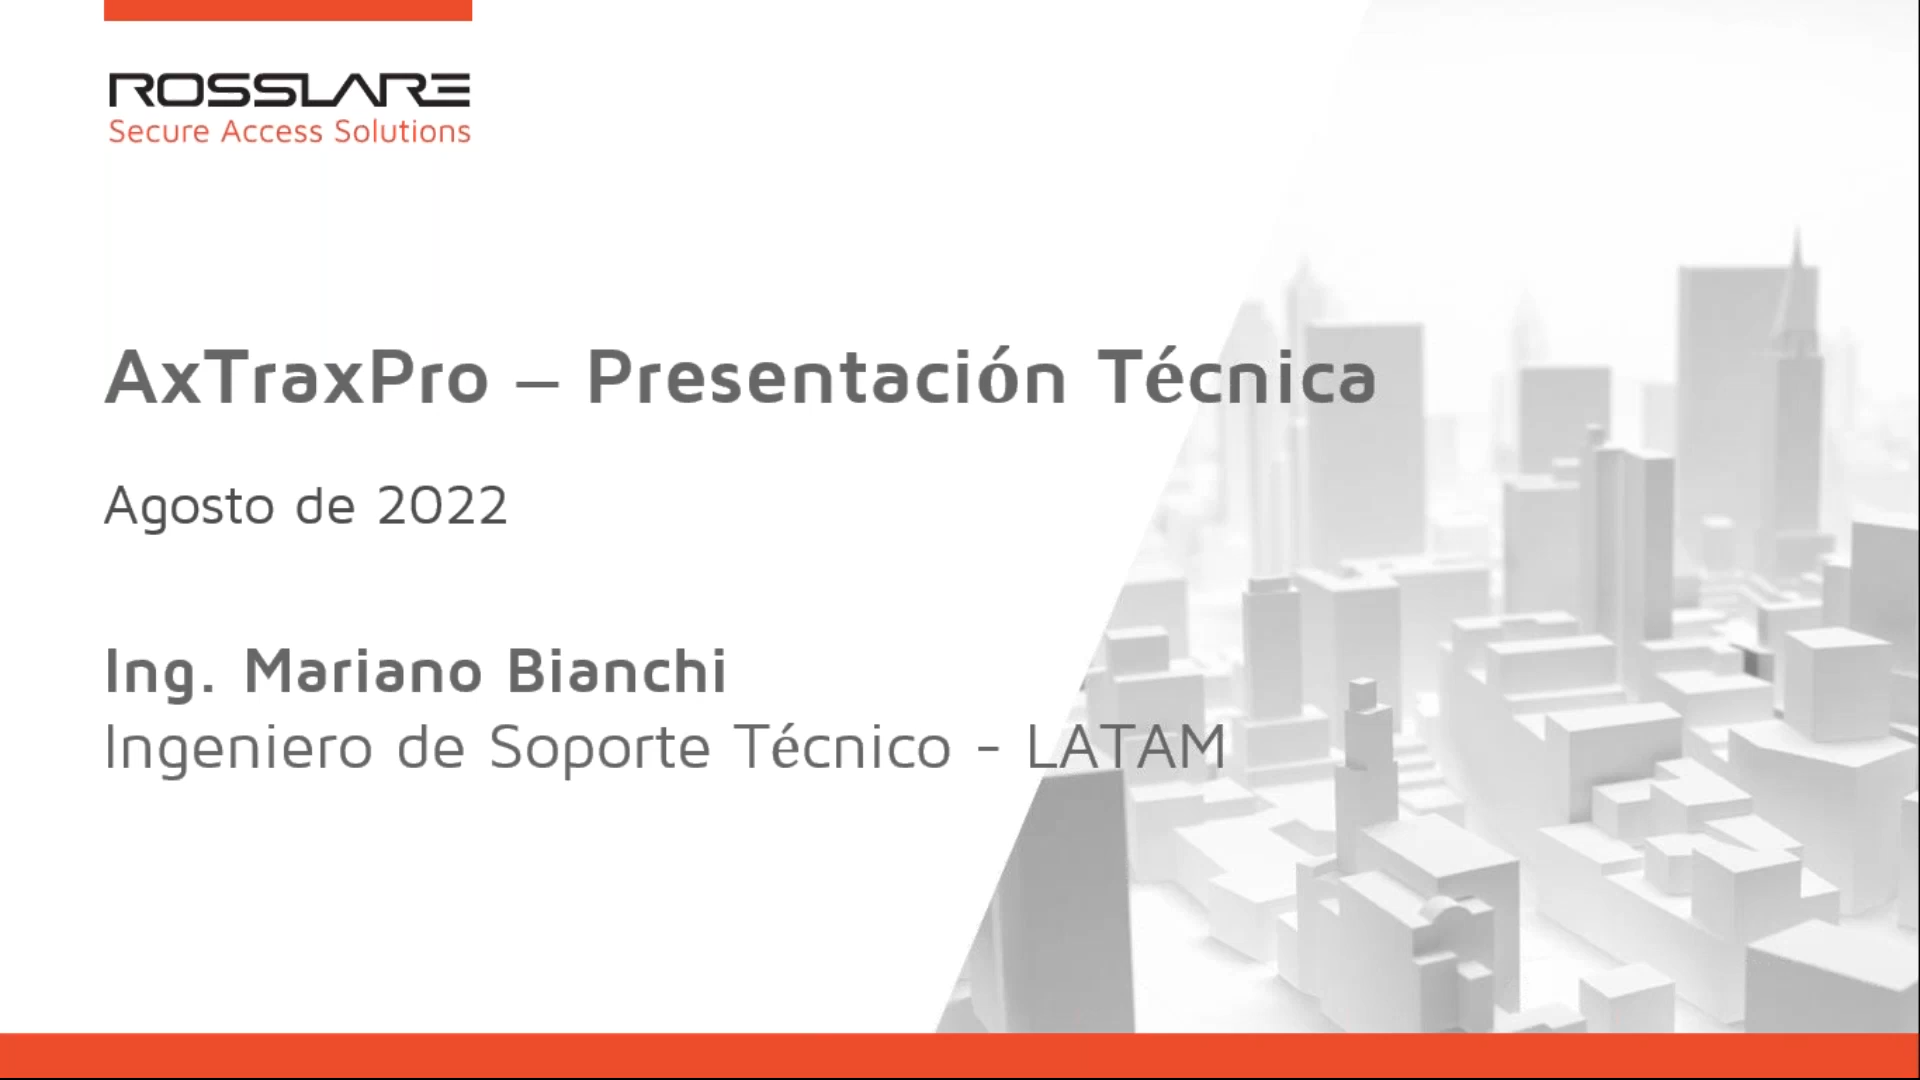 ROSSLARE
Secure Access Solutions
AxTraxPro – Presentación Técnica
Agosto de 2022
Ing. Mariano Bianchi
Ingeniero de Soporte Técnico - LATAM